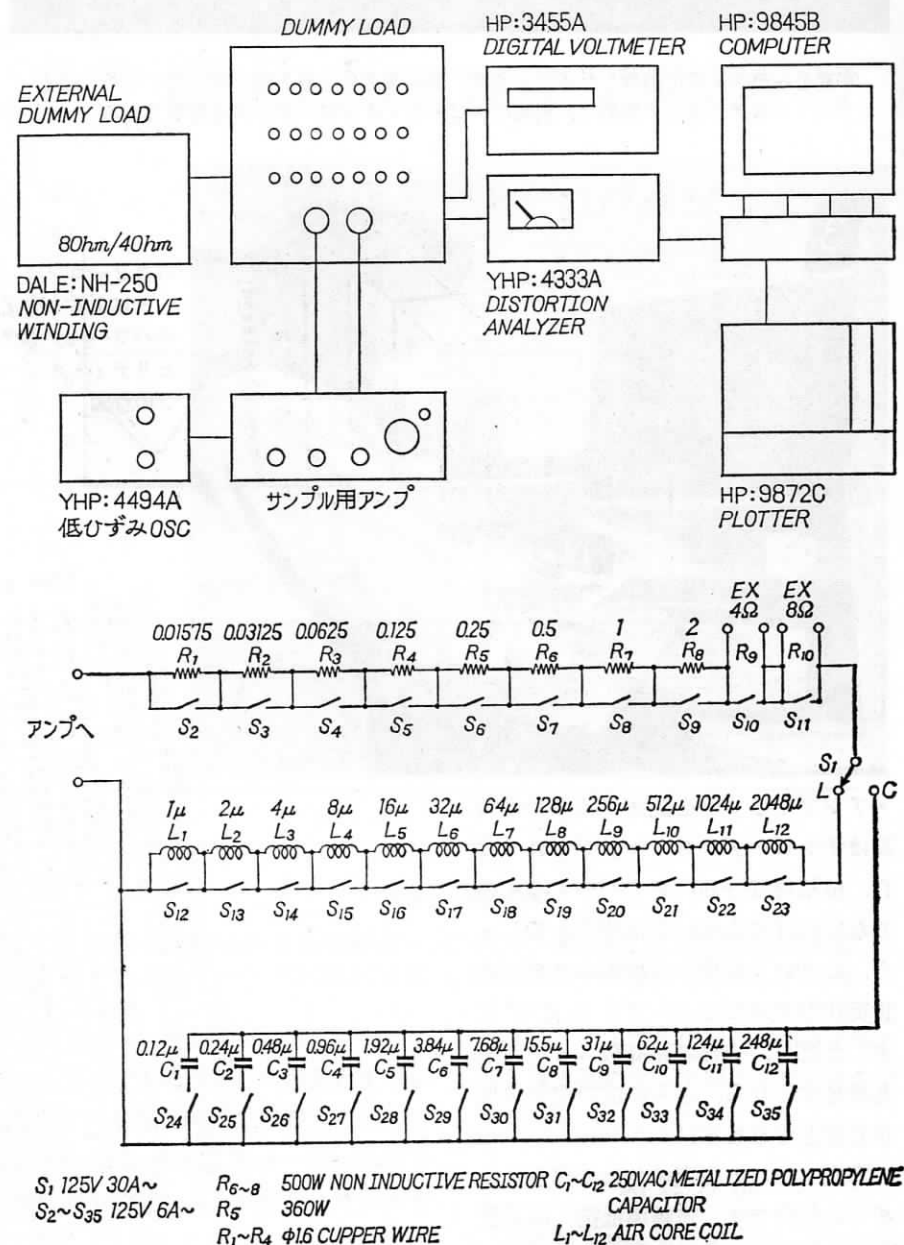 DUMMY LOAD
HP:3455A
DIGITAL VOLTMETER
HP:9845B
COMPUTER
EXTERNAL
DUMMY LOAD
8Ohm/4Ohm
DALE:NH-250
NON-INDUCTIVE
WINDING
YHP:4333A
DISTORTION
ANALYZER
YHP:4494A
低ひずみOSC
サンプル用アンプ
HP:9872C
PLOTTER
EX EX
4Ω 8Ω
0.01575 0.03125 0.0625 0.125 0.25 0.5 1 2
R1 R2 R3 R4 R5 R6 R7 R8 R9 R10
S2 S3 S4 S5 S6 S7 S8 S9 S10 S11
アンプへ
S1
L C
1μ 2μ 4μ 8μ 16μ 32μ 64μ 128μ 256μ 512μ 1024μ 2048μ
L1 L2 L3 L4 L5 L6 L7 L8 L9 L10 L11 L12
S12 S13 S14 S15 S16 S17 S18 S19 S20 S21 S22 S23
0.12μ 0.24μ 0.48μ 0.96μ 1.92μ 3.84μ 7.68μ 15.5μ 31μ 62μ 124μ 248μ
C1 C2 C3 C4 C5 C6 C7 C8 C9 C10 C11 C12
S24 S25 S26 S27 S28 S29 S30 S31 S32 S33 S34 S35
S1 125V 30A~ R6~8 500W NON INDUCTIVE RESISTOR C1~C12 250VAC METALIZED POLYPROPYLENE
S2~S35 125V 6A~ R5 360W CAPACITOR
R1~R4 φ1.6 CUPPER WIRE L1~L12 AIR CORE COIL